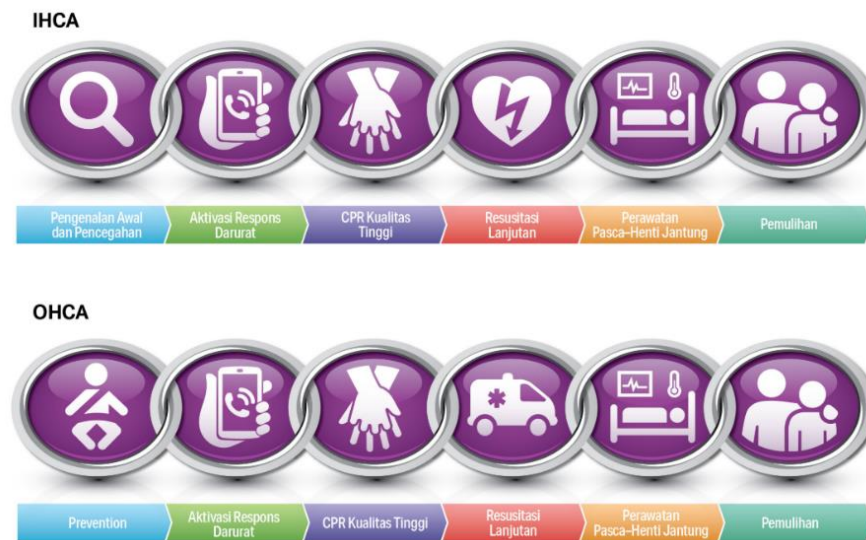 IHCA
Pengenalan Awal
dan Pencegahan
Aktivasi Respons
Darurat
CPR Kualitas
Tinggi
Resusitasi
Lanjutan
Perawatan
Pasca–Henti Jantung
Pemulihan
OHCA
Prevention
Aktivasi Respons
Darurat
CPR Kualitas Tinggi
Resusitasi
Lanjutan
Perawatan
Pasca–Henti Jantung
Pemulihan